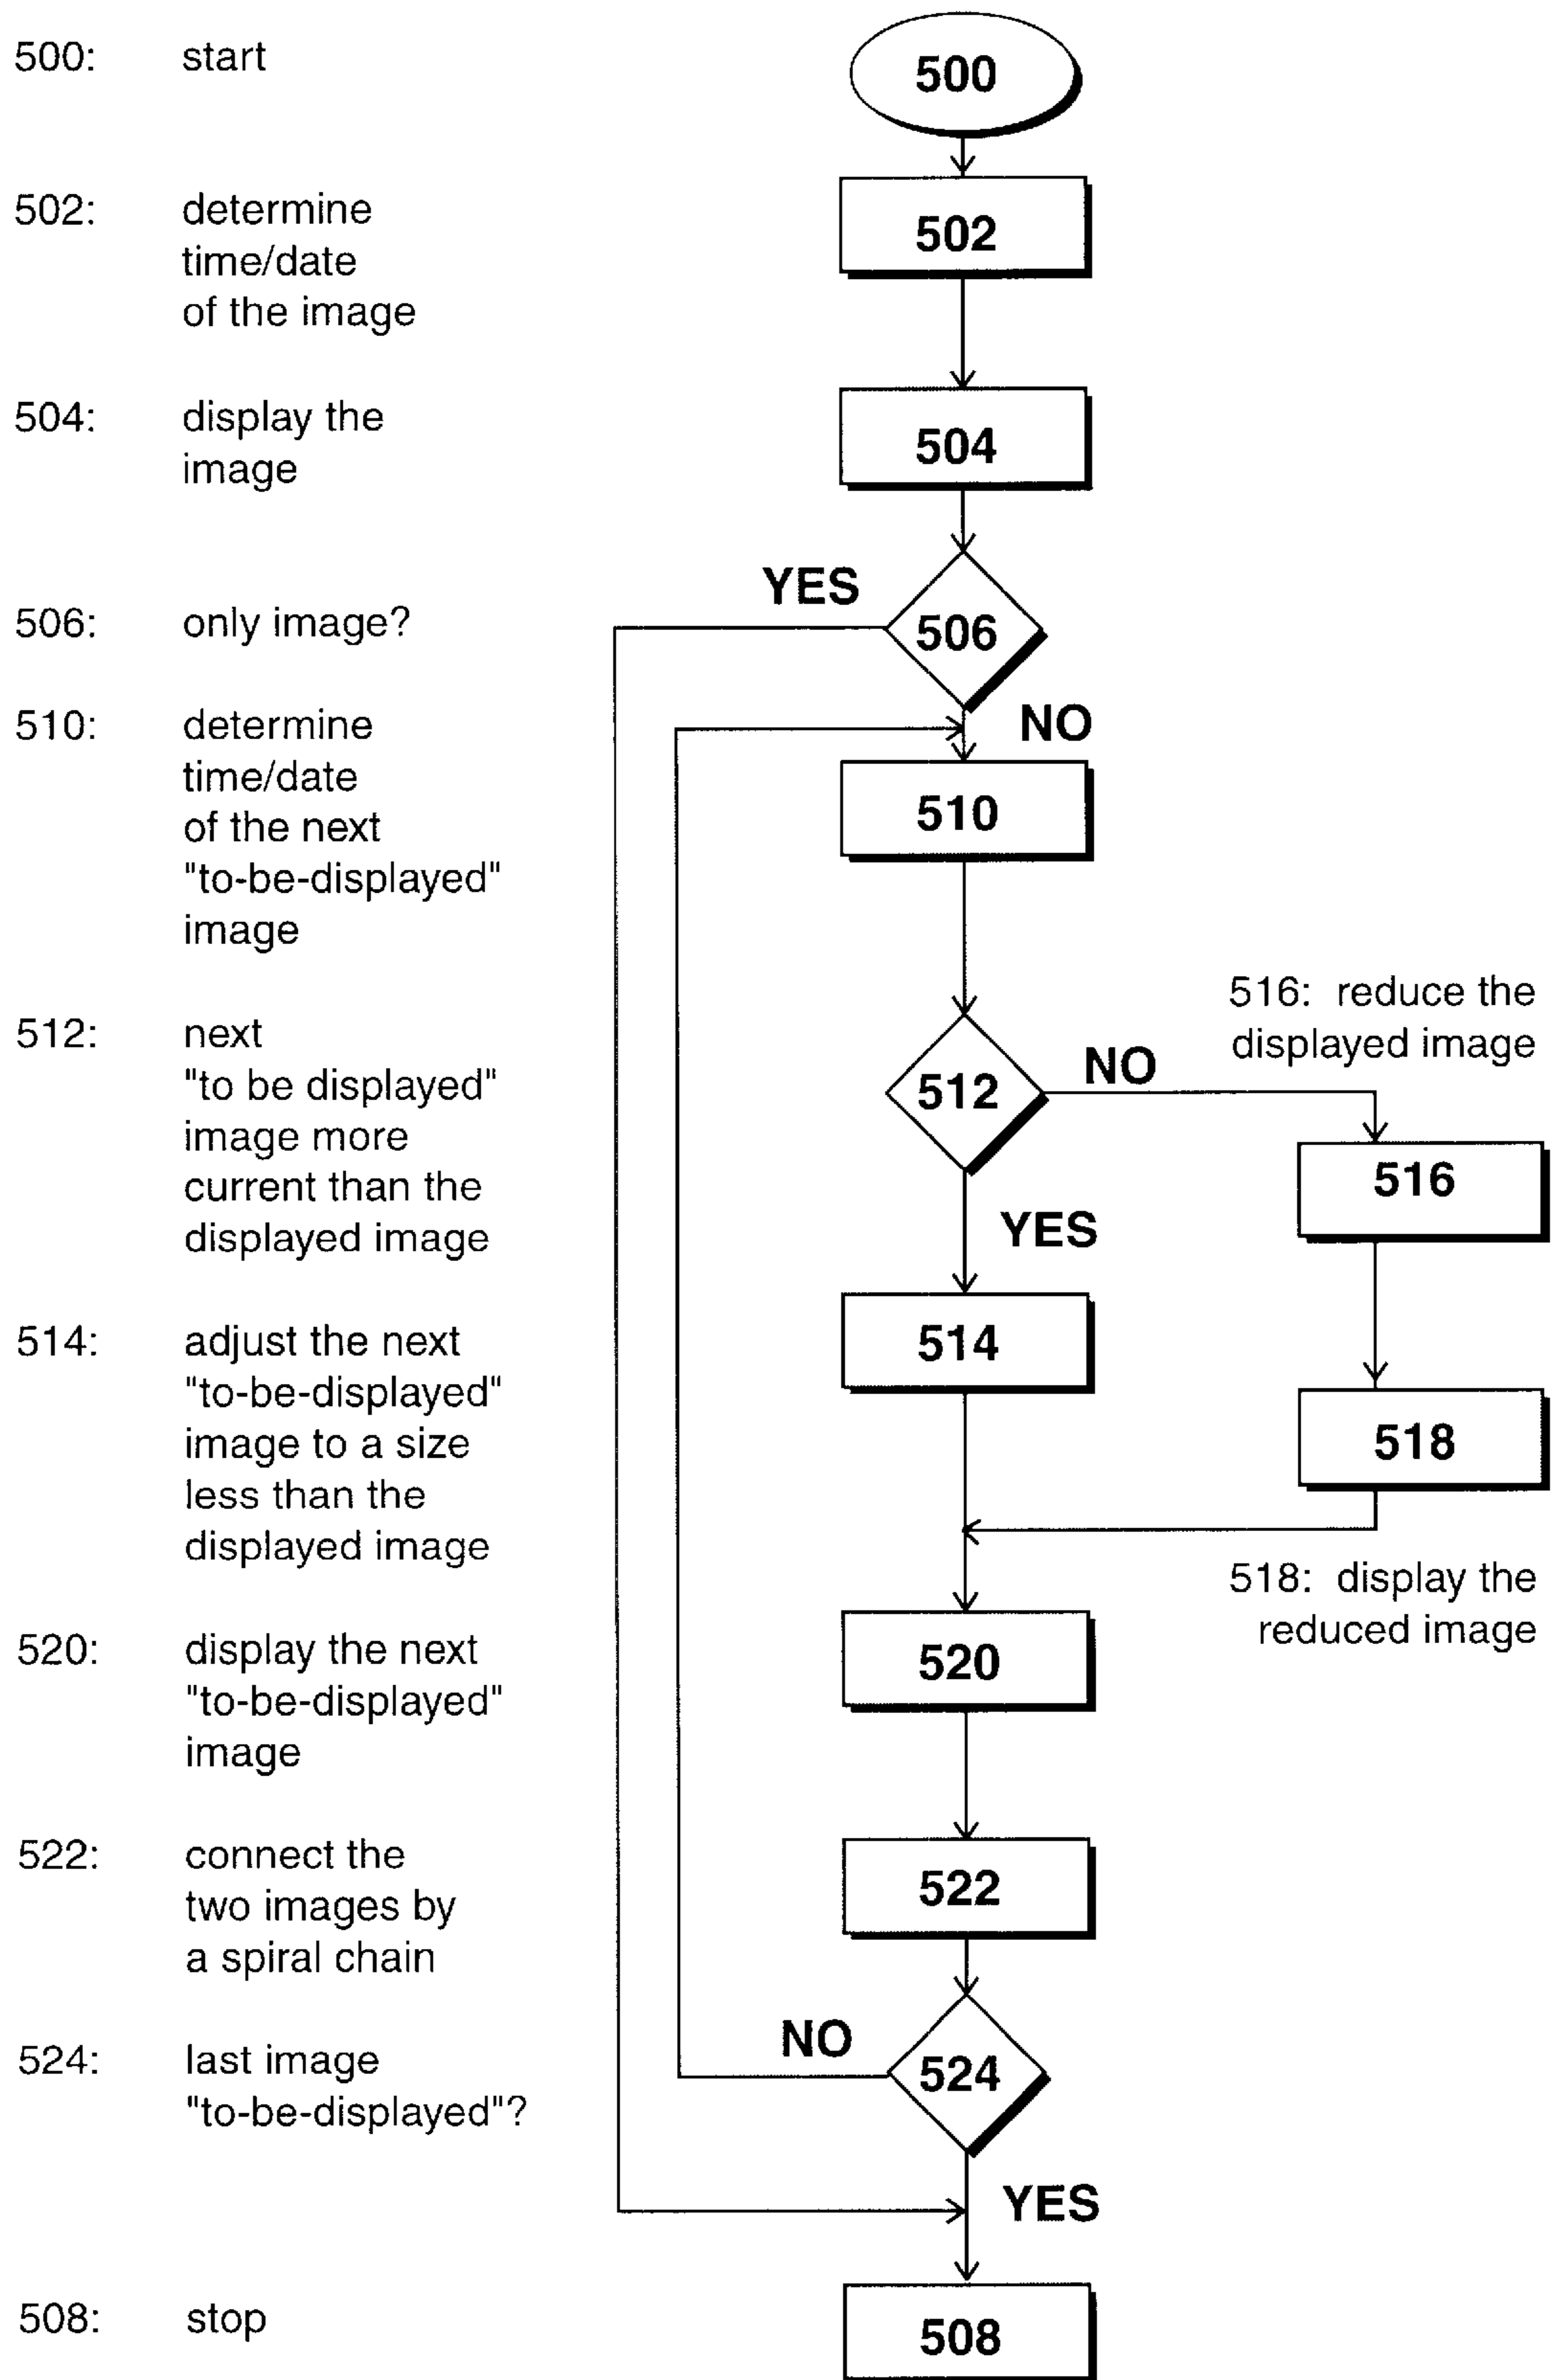 500: start
502: determine
time/date
of the image
504: display the
image
506: only image?
510: determine
time/date
of the next
"to-be-displayed"
image
512: next
"to be displayed"
image more
current than the
displayed image
514: adjust the next
"to-be-displayed"
image to a size
less than the
displayed image
520: display the next
"to-be-displayed"
image
522: connect the
two images by
a spiral chain
524: last image
"to-be-displayed"?
508: stop
500
502
504
YES
506
NO
510
516: reduce the
displayed image
512
NO
516
YES
514
518
518: display the
reduced image
520
522
NO
524
YES
508